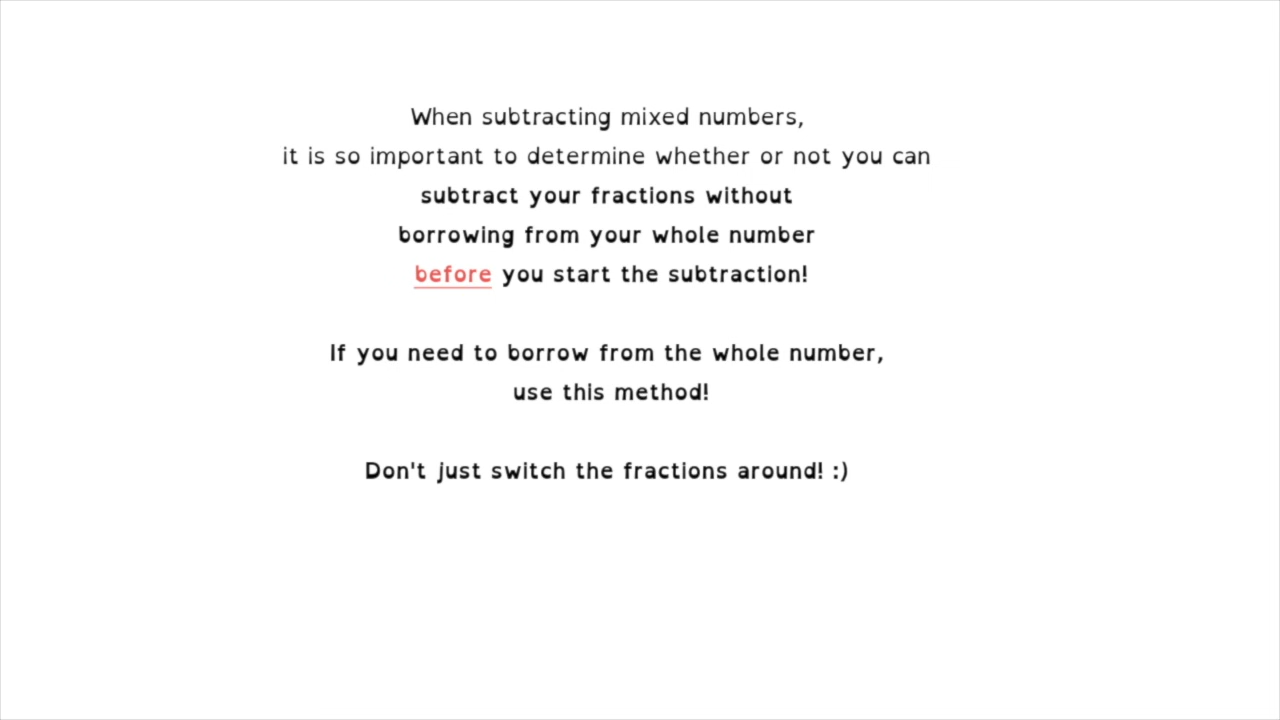 When subtracting mixed numbers,
it is so important to determine whether or not you can
subtract your fractions without
borrowing from your whole number
before you start the subtraction!
If you need to borrow from the whole number,
use this method!
Don't just switch the fractions around! :)